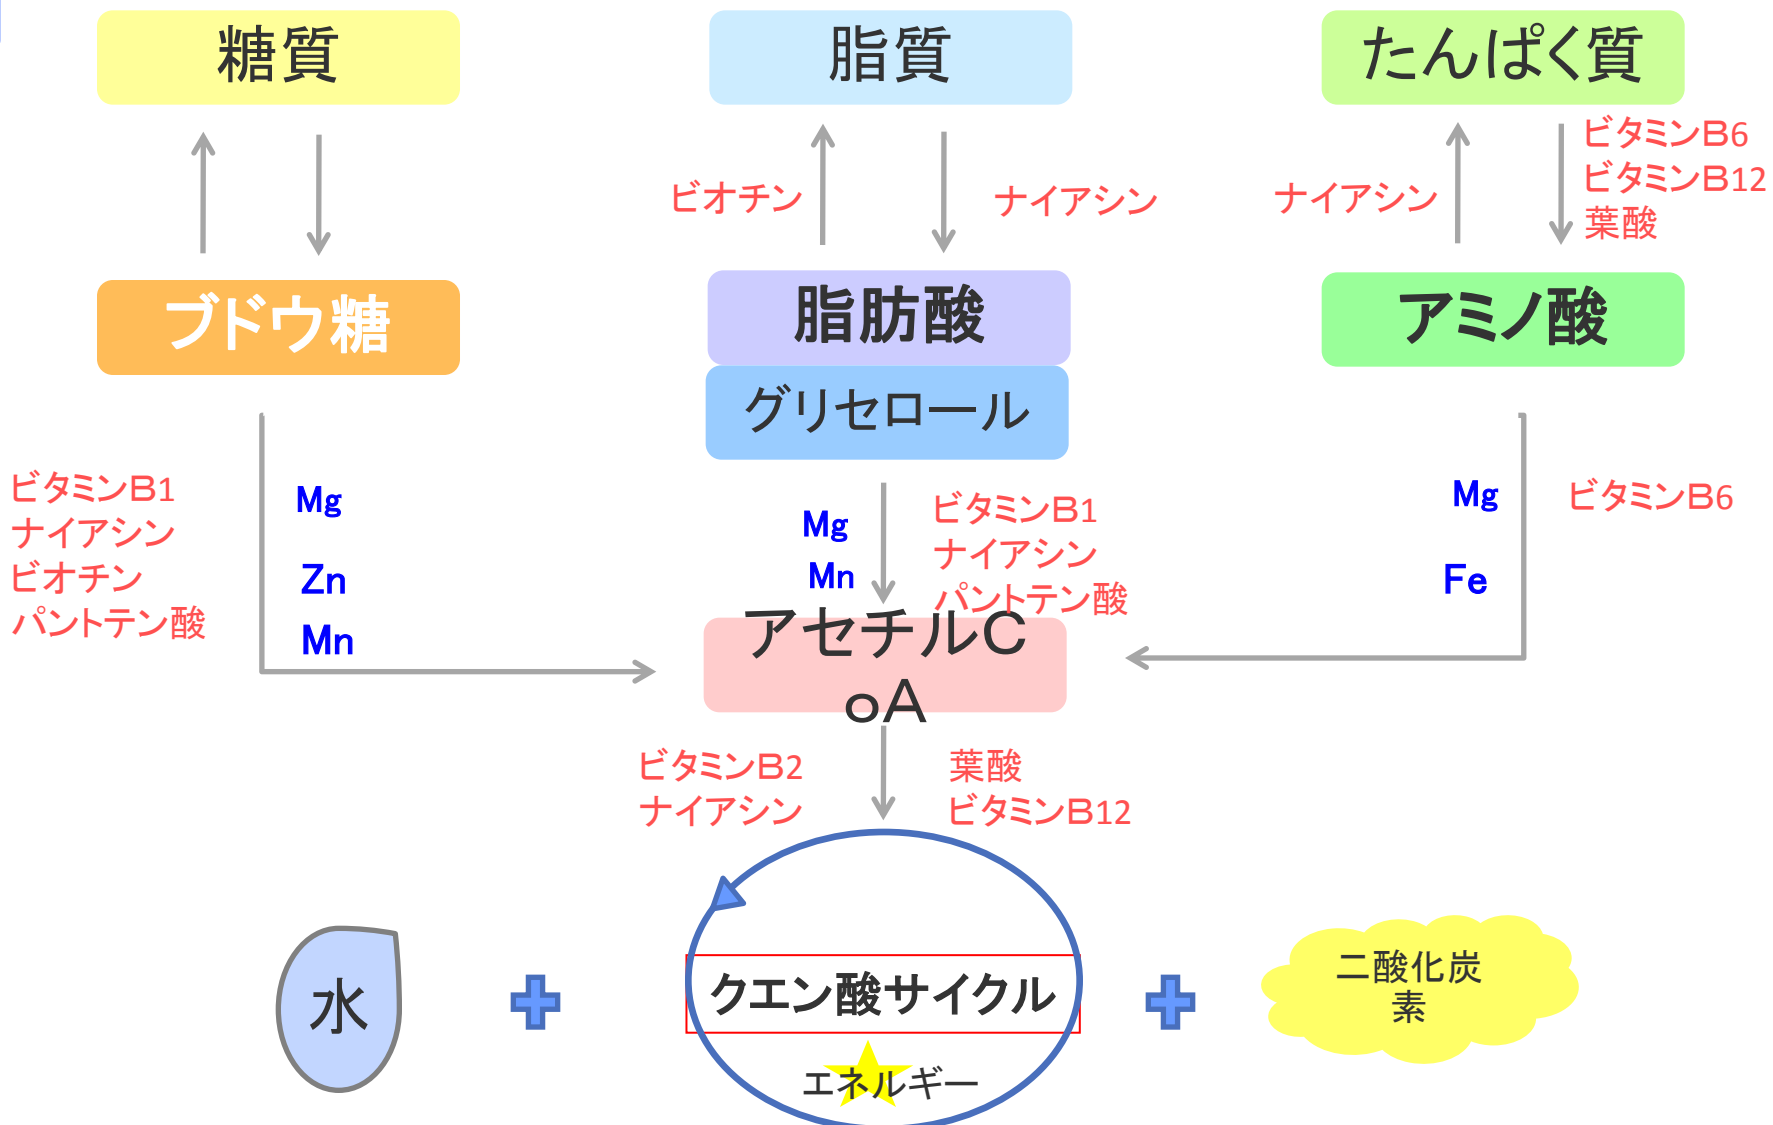 糖質
脂質
たんぱく質
ビオチン
ナイアシン
ナイアシン
ビタミンB6
ビタミンB12
葉酸
ブドウ糖
脂肪酸
グリセロール
アミノ酸
ビタミンB1
ナイアシン
ビオチン
パントテン酸
Mg
Zn
Mn
Mg
Mn
ビタミンB1
ナイアシン
パントテン酸
Mg
Fe
ビタミンB6
アセチルC
oA
ビタミンB2
ナイアシン
葉酸
ビタミンB12
水
クエン酸サイクル
エネルギー
二酸化炭
素